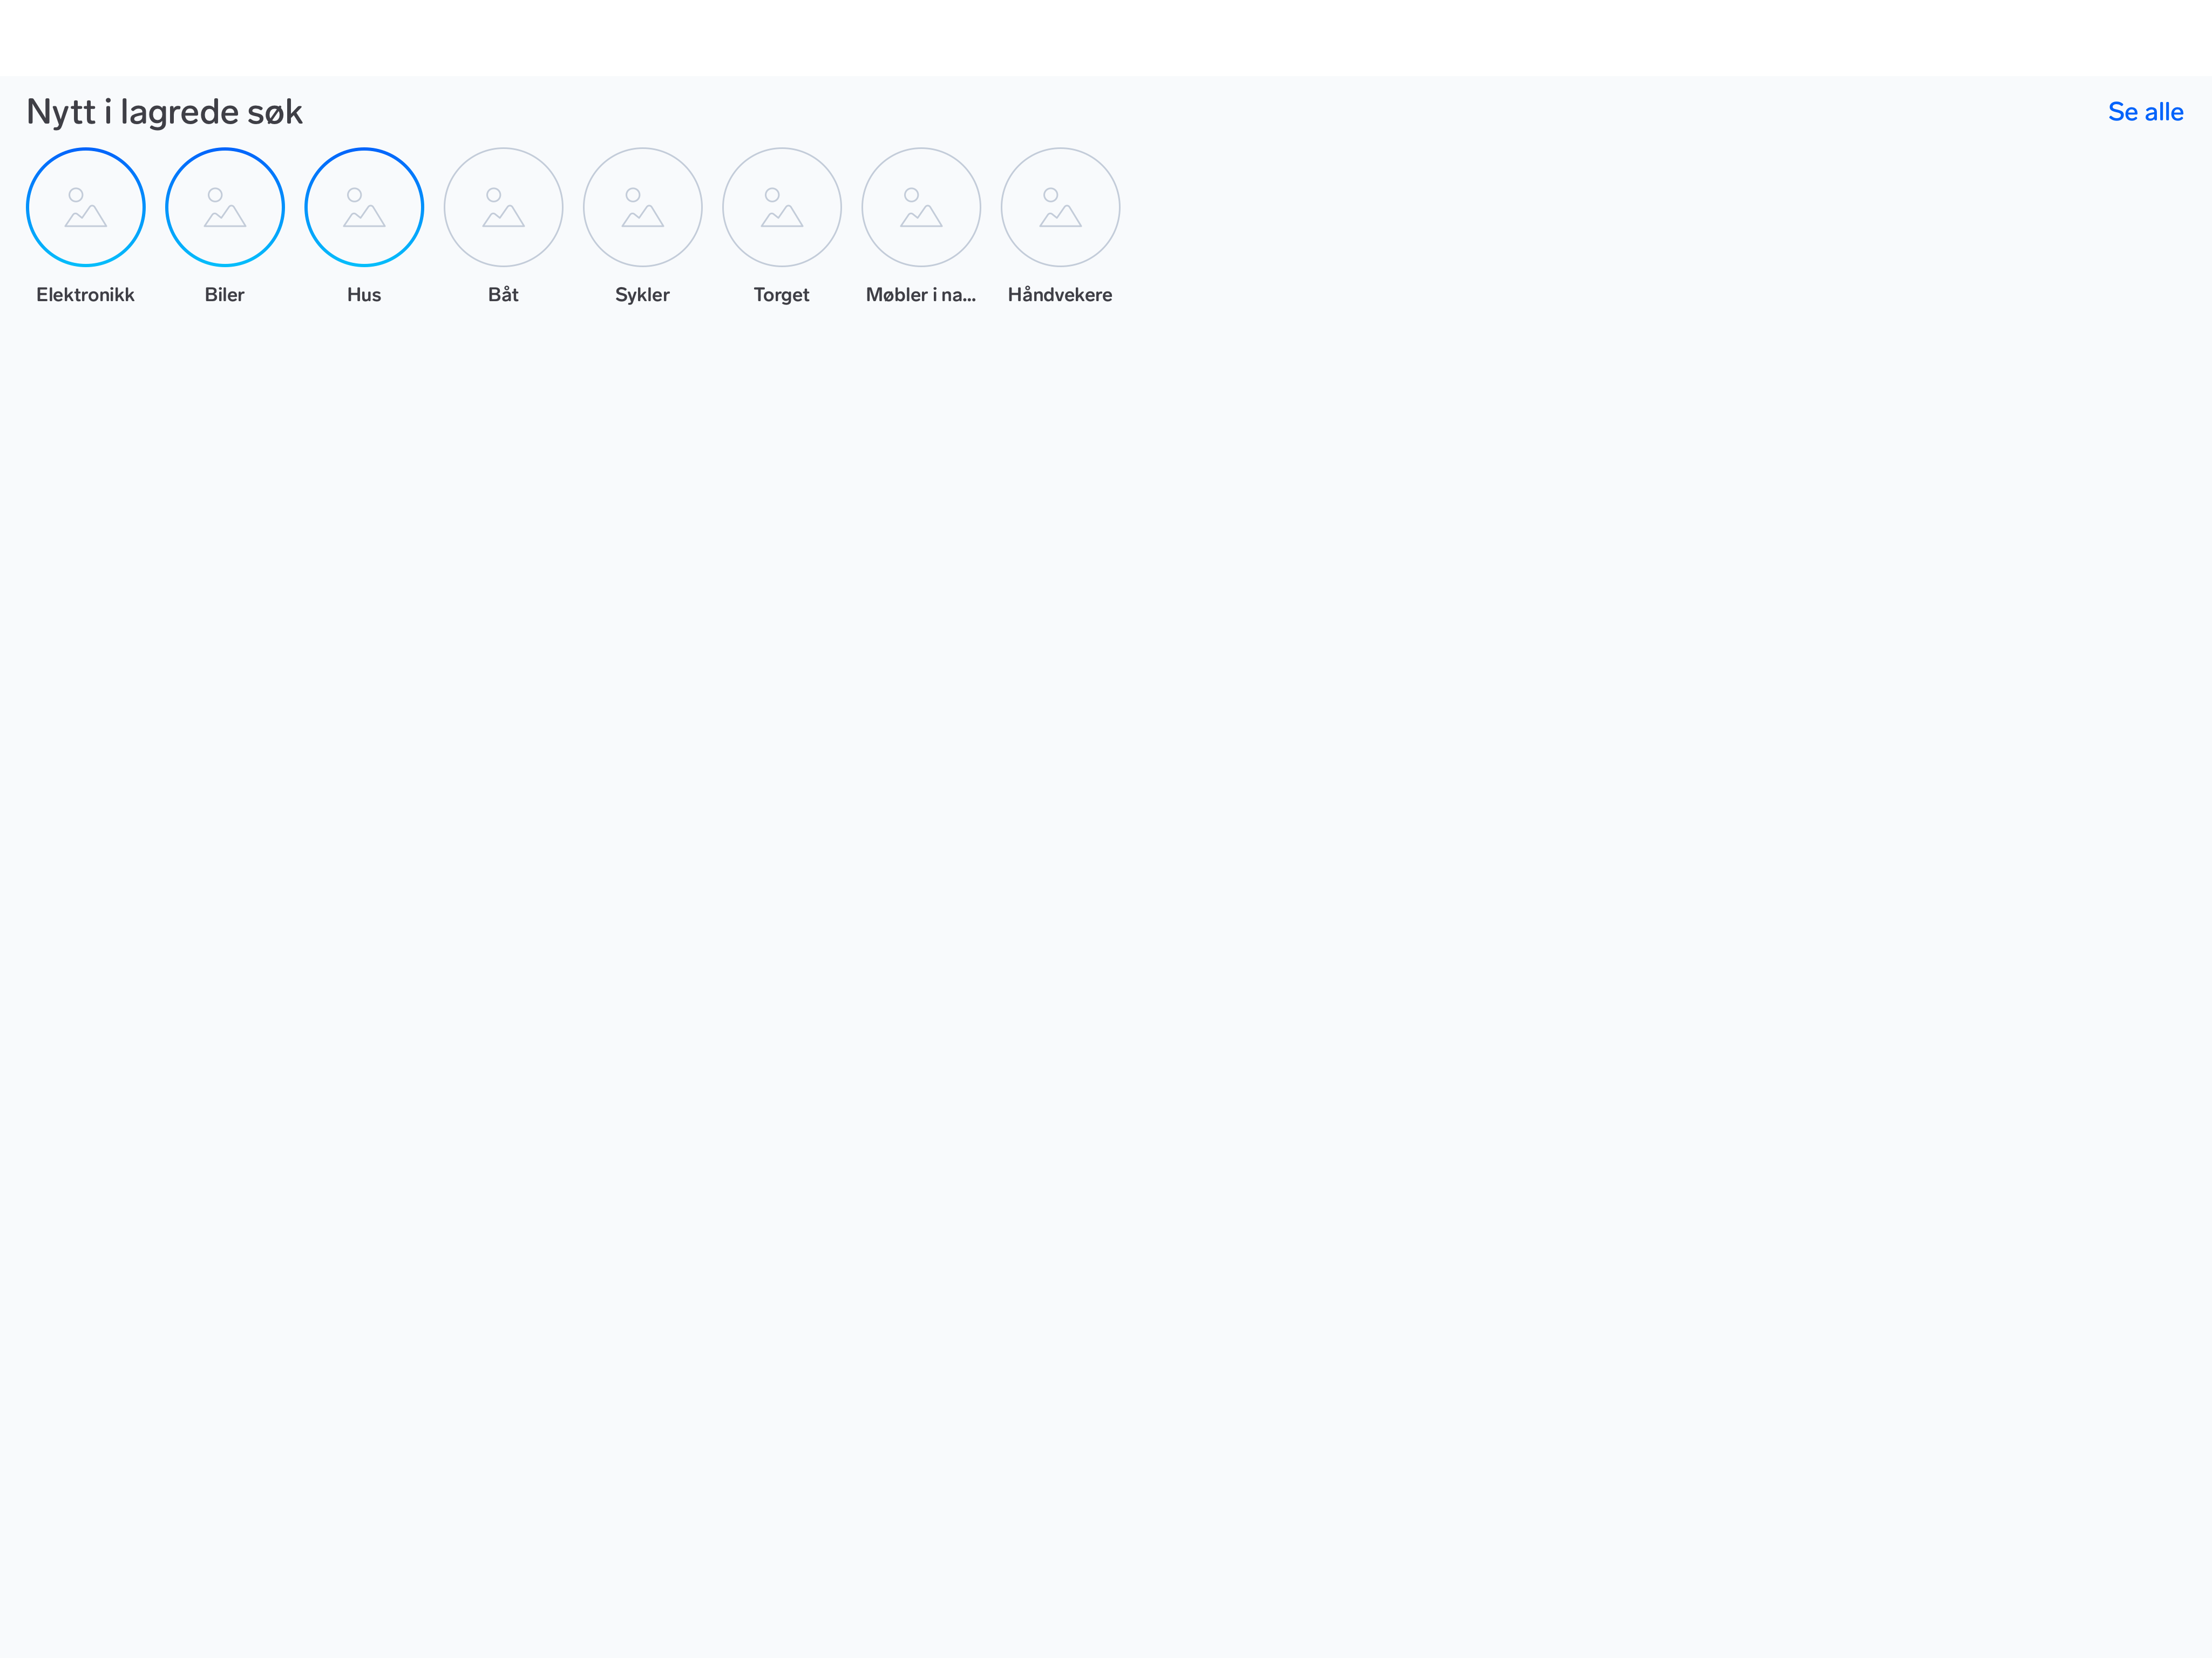 Nytt i lagrede søk
Se alle
Elektronikk
Biler
Hus
Båt
Sykler
Torget
Møbler i na...
Håndvekere